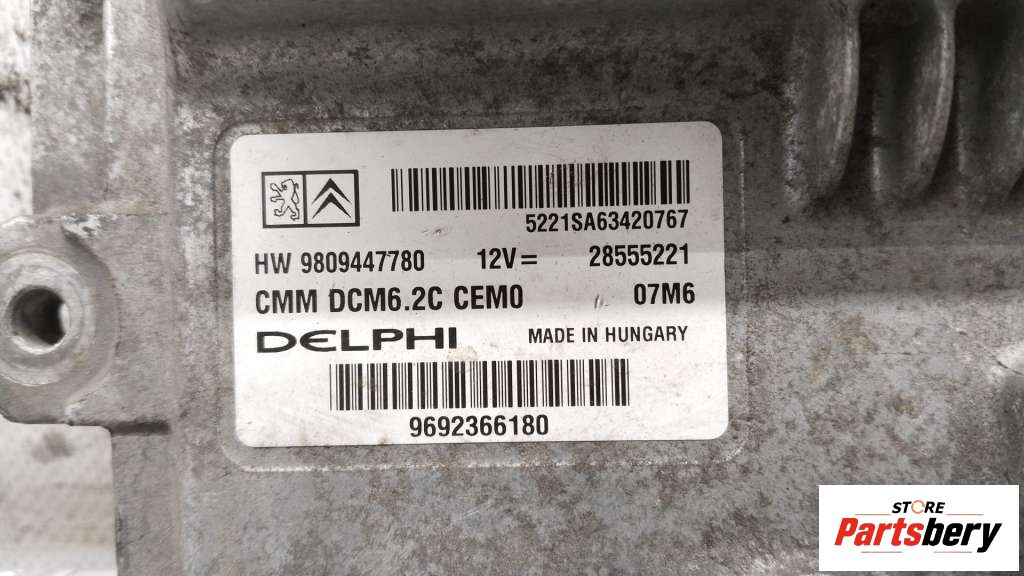 5221SA63420767
HW 9809447780 12V= 28555221
CMM DCM6.2C CEM0 07M6
DELPHI MADE IN HUNGARY
9692366180
STORE
Partsbery